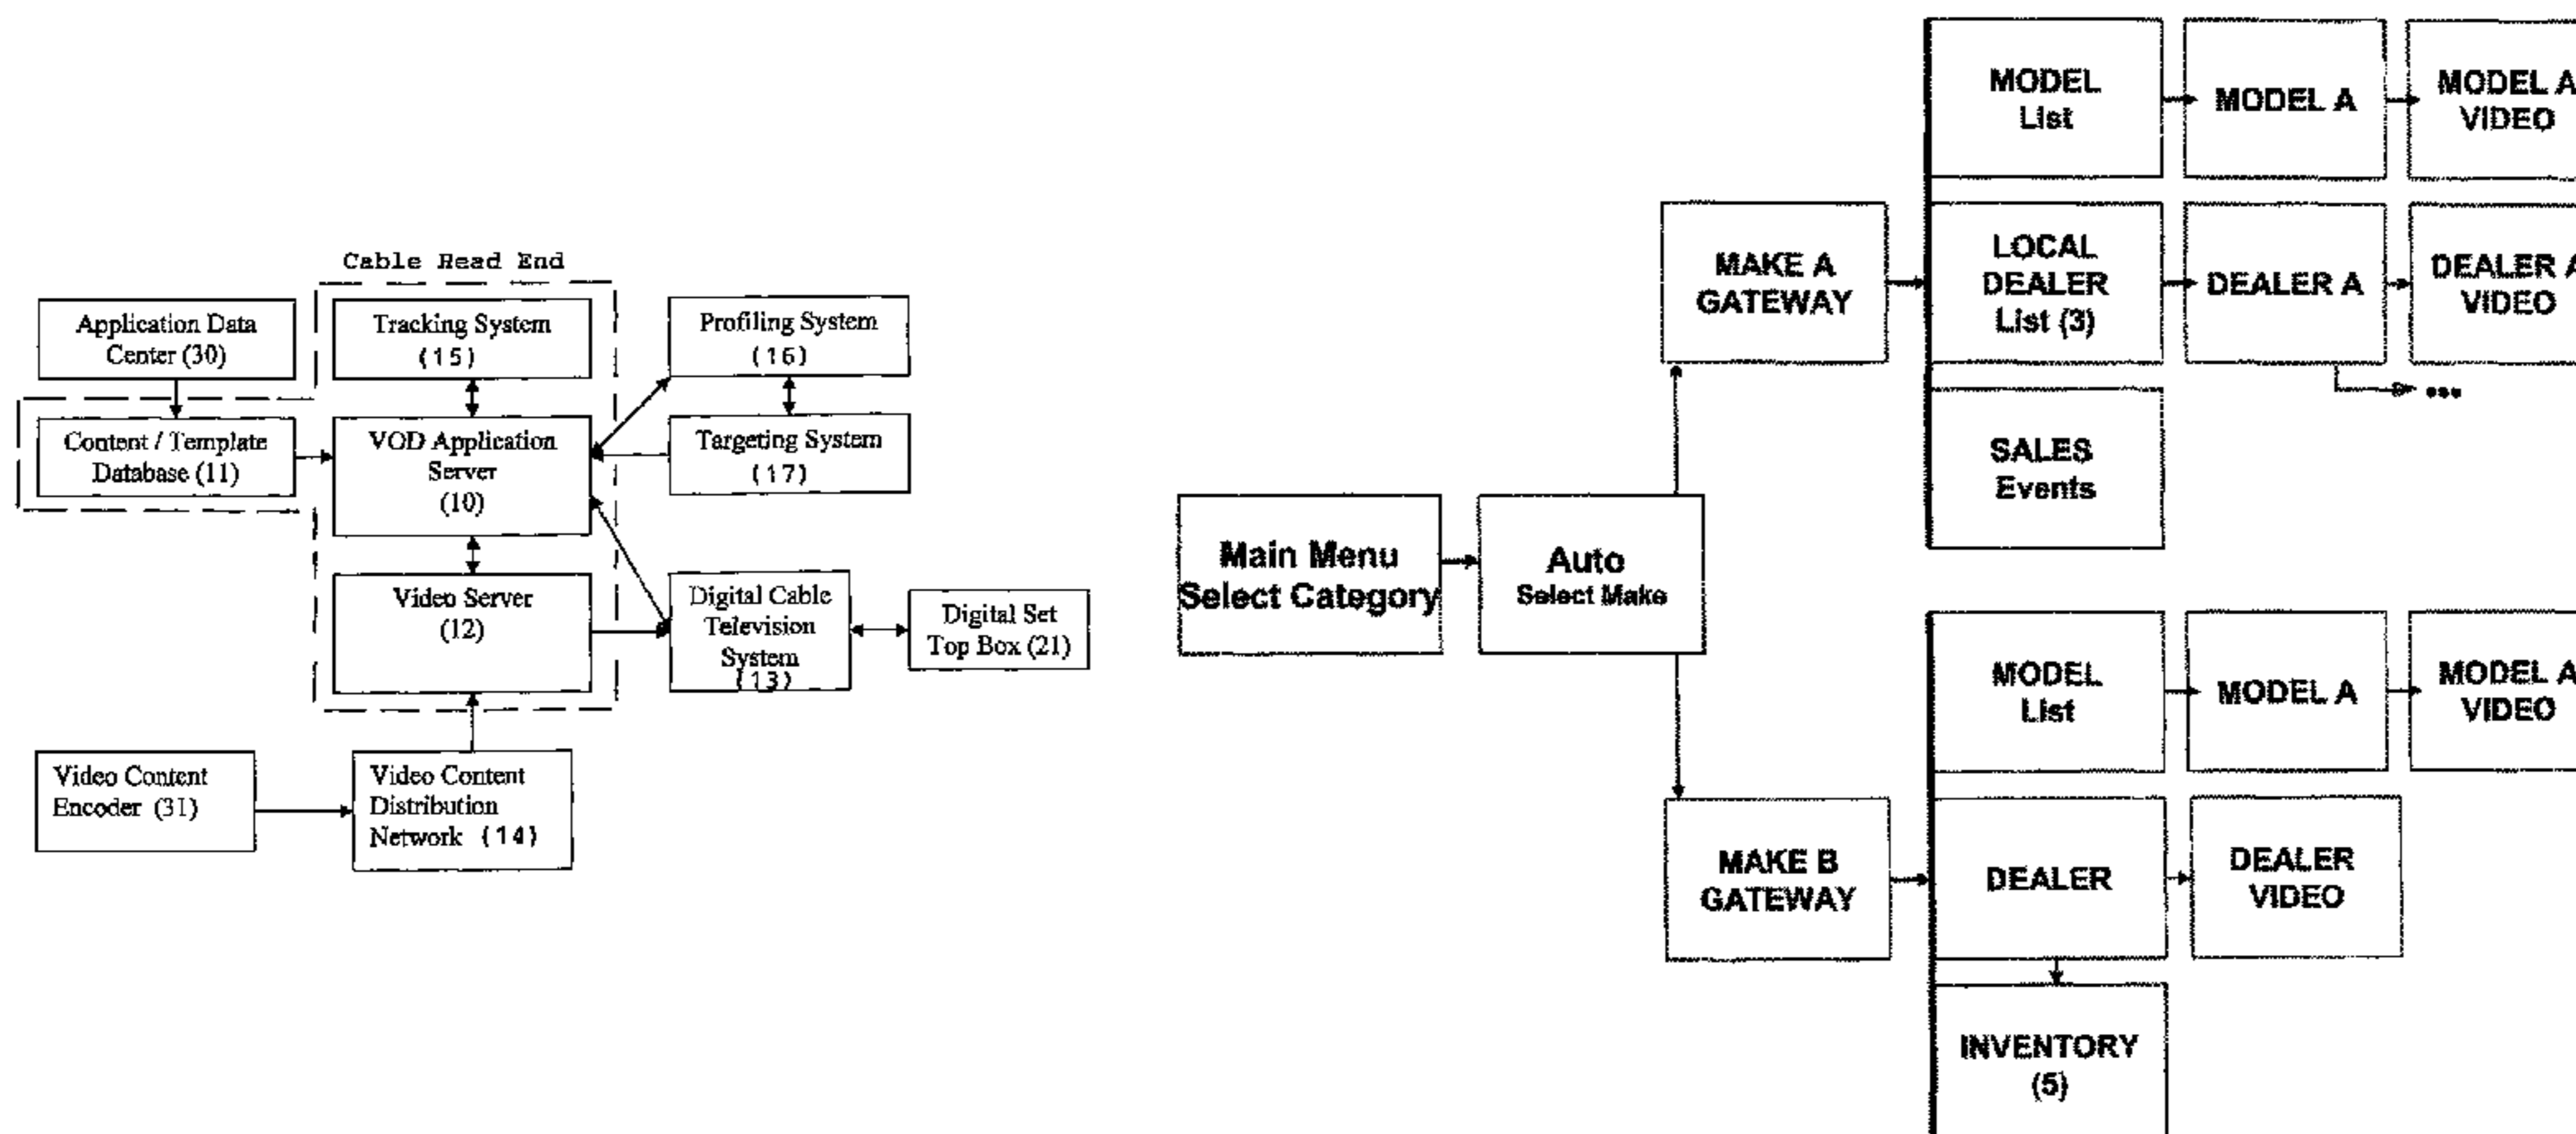 Cable Head End
Application Data
Center (30)
Tracking System
(15)
Profiling System
(16)
Content / Template
Database (11)
VOD Application
Server
(10)
Targeting System
(17)
Video Server
(12)
Digital Cable
Television
System
(13)
Digital Set
Top Box (21)
Video Content
Encoder (31)
Video Content
Distribution
Network (14)
Main Menu
Select Category
Auto
Select Make
MAKE A
GATEWAY
MODEL
List
MODEL A
MODEL A
VIDEO
LOCAL
DEALER
List (3)
DEALER A
DEALER A
VIDEO
•••
SALES
Events
MAKE B
GATEWAY
MODEL
List
MODEL A
MODEL A
VIDEO
DEALER
DEALER
VIDEO
INVENTORY
(5)